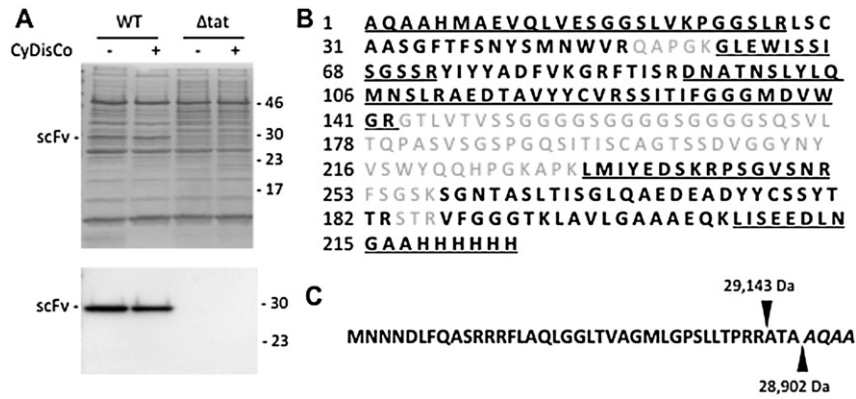 A
WT Δtat
CyDisCo - + - +
- 46
scFv - - 30
- 23
- 17
scFv - - 30
- 23
B
1 AQAAHMAEVQLVESGGSLVKPGGSLRLSC
31 AASGFTFSNYSMNWVRQAPGKGLEWISSI
68 SGSSRYIYYADFVKGRFTISRDNATNSLYLQ
106 MNSLRAEDTAVYYCVRSSITIFGGGMDVW
141 GRGTLVTVSSGGGGSGGGGSGGGGSQSVL
178 TQPASVSGSPGQSITISCAGTSSDVGGYNY
216 VSWYQQHPGKAPKLMIYEDSKRPSGVSNR
253 FSGSKSGNTASLTISGLQAEDEADYYCSSYT
182 TRSTRVFGGGTKLAVLGAAAEQKLISEEDLN
215 GAAHHHHHH
C
29,143 Da
MNNNDLFQASRRRFLAQLGGLTVAGMLGPSLLTPRRATAAQAA
28,902 Da